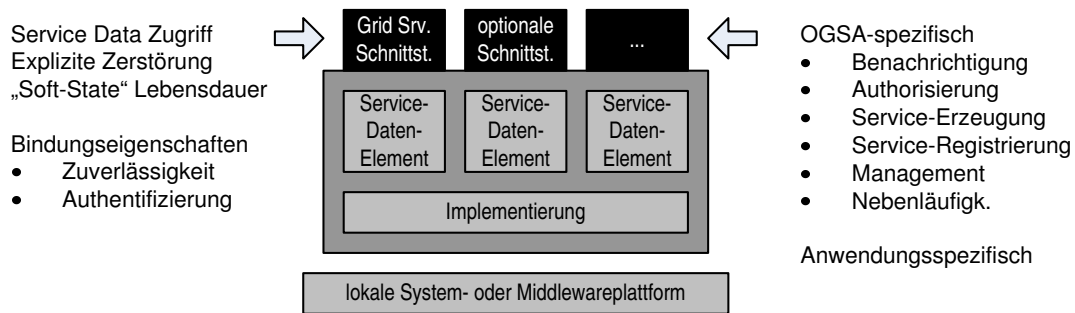 Service Data Zugriff
Explizite Zerstörung
„Soft-State“ Lebensdauer
Bindungseigenschaften
• Zuverlässigkeit
• Authentifizierung
Grid Srv.
Schnittst.
optionale
Schnittst.
...
Service-
Daten-
Element
Service-
Daten-
Element
Service-
Daten-
Element
Implementierung
lokale System- oder Middlewareplattform
OGSA-spezifisch
• Benachrichtigung
• Authorisierung
• Service-Erzeugung
• Service-Registrierung
• Management
• Nebenläufigk.
Anwendungsspezifisch